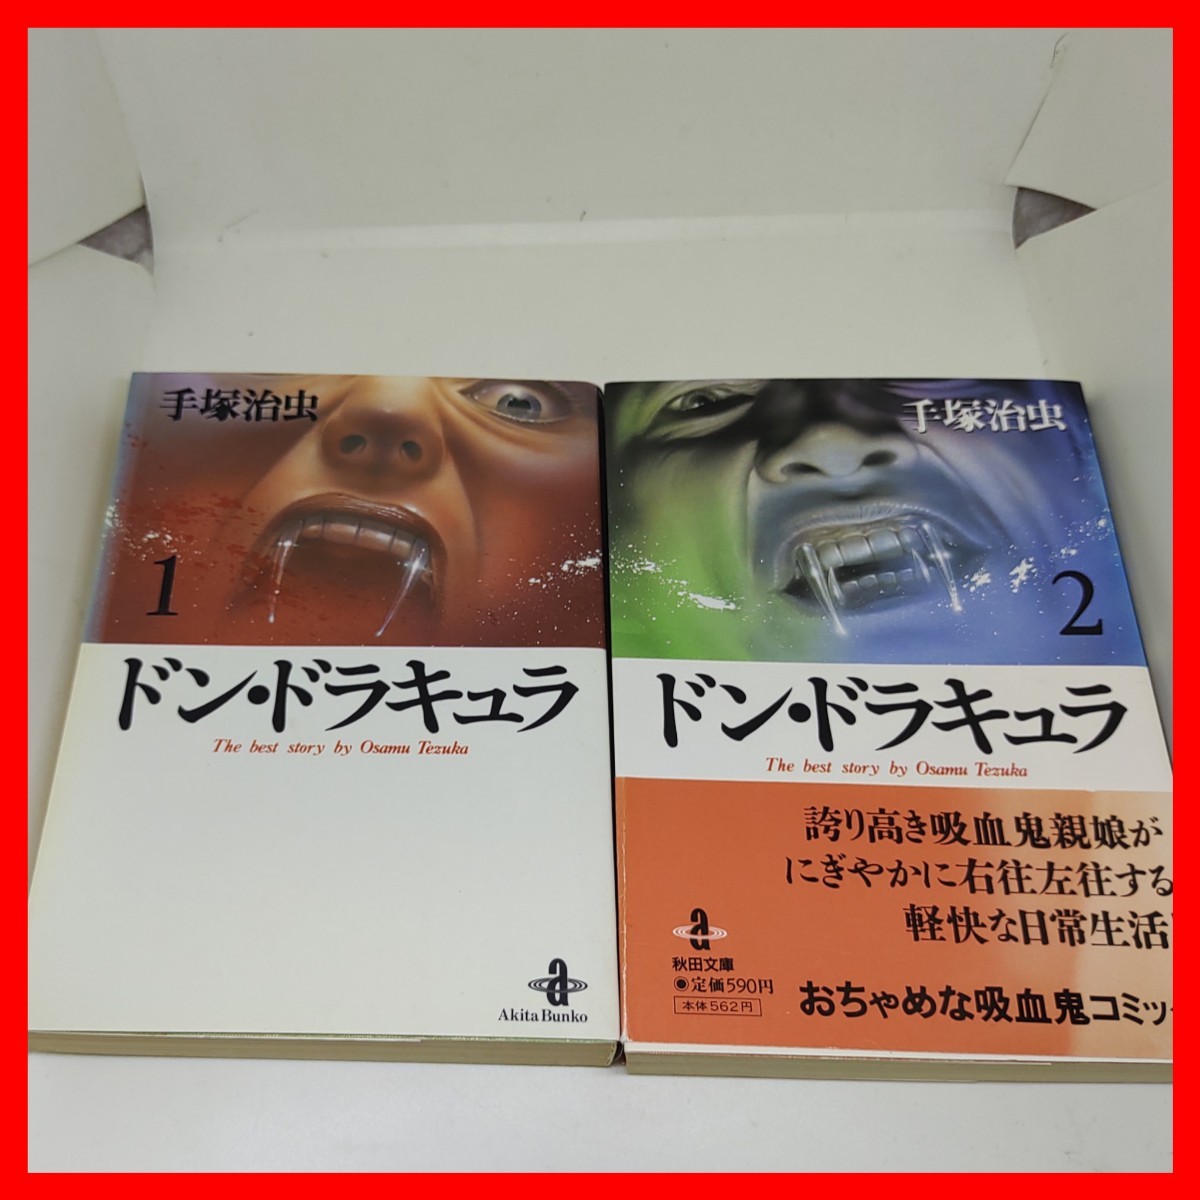 手塚治虫
1
ドン・ドラキュラ
The best story by Osamu Tezuka
a
Akita Bunko
手塚治虫
2
ドン・ドラキュラ
The best story by Osamu Tezuka
誇り高き吸血鬼親娘が
にぎやかに右往左往する
軽快な日常生活
おちゃめな吸血鬼コミッ
a
秋田文庫
◉定価590円
本体562円